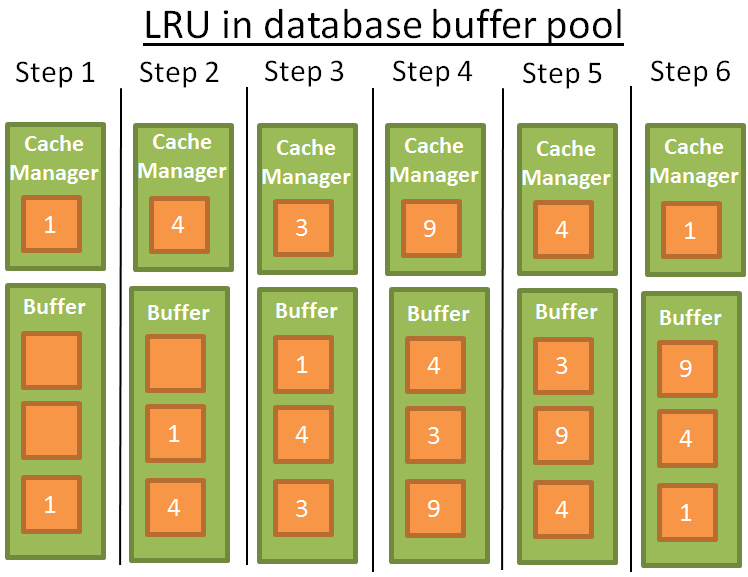 LRU in database buffer pool
Step 1
Step 2
Step 3
Step 4
Step 5
Step 6
Cache
Manager
1
Cache
Manager
4
Cache
Manager
3
Cache
Manager
9
Cache
Manager
4
Cache
Manager
1
Buffer
1
Buffer
1
4
Buffer
1
4
3
Buffer
4
3
9
Buffer
3
9
4
Buffer
9
4
1